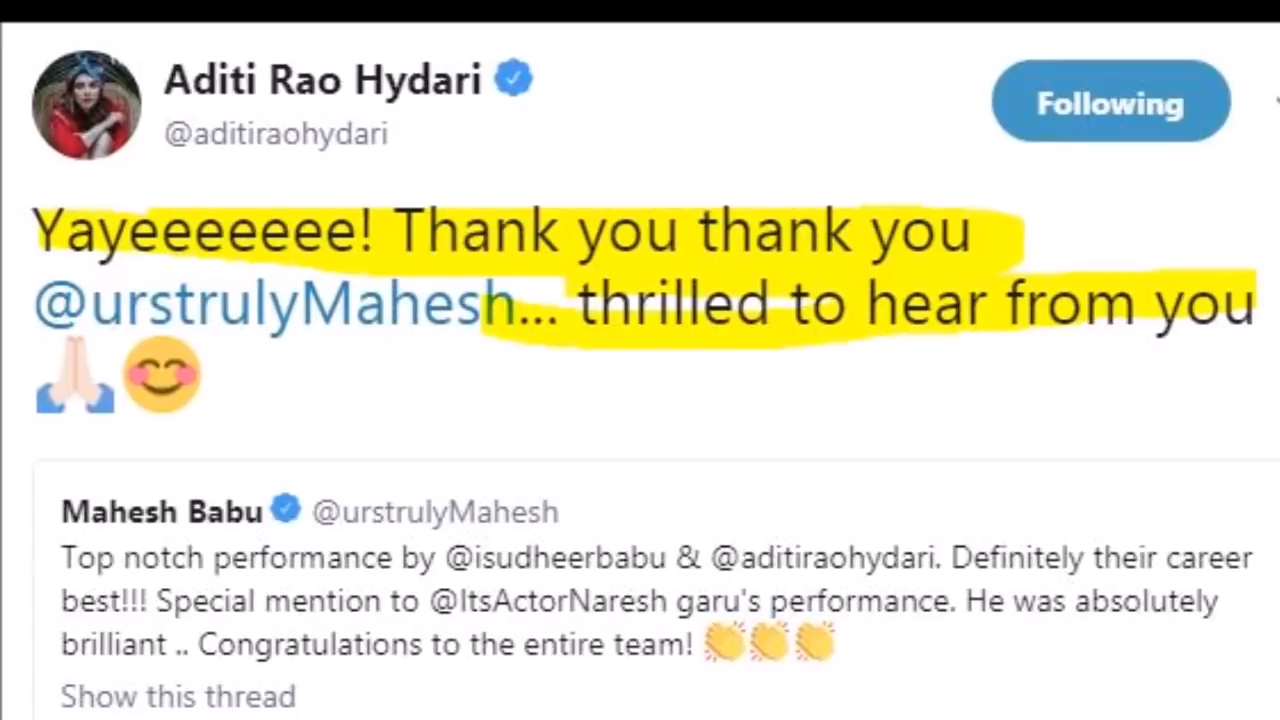 Aditi Rao Hydari
@aditiraohydari
Following
Yayeeeeeee! Thank you thank you
@urstrulyMahesh... thrilled to hear from you
🙏🏻😊
Mahesh Babu @urstrulyMahesh
Top notch performance by @isudheerbabu & @aditiraohydari. Definitely their career
best!!! Special mention to @ItsActorNaresh garu's performance. He was absolutely
brilliant .. Congratulations to the entire team! 👏👏👏
Show this thread